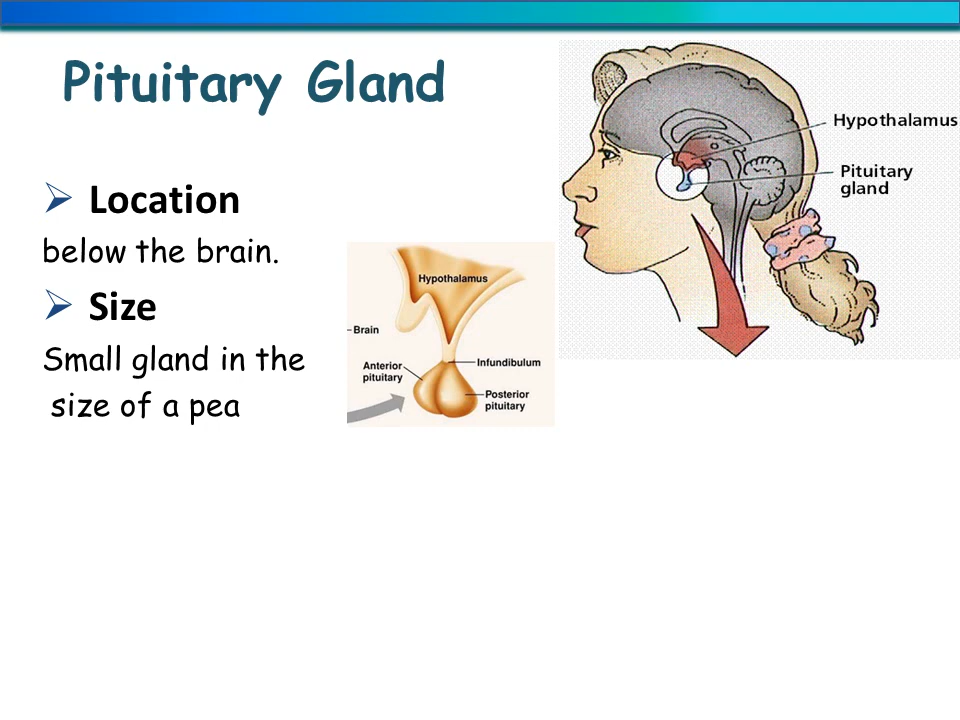 Pituitary Gland
Location
below the brain.
Size
Small gland in the
size of a pea
Hypothalamus
Brain
Anterior
pituitary
Infundibulum
Posterior
pituitary
Hypothalamus
Pituitary
gland